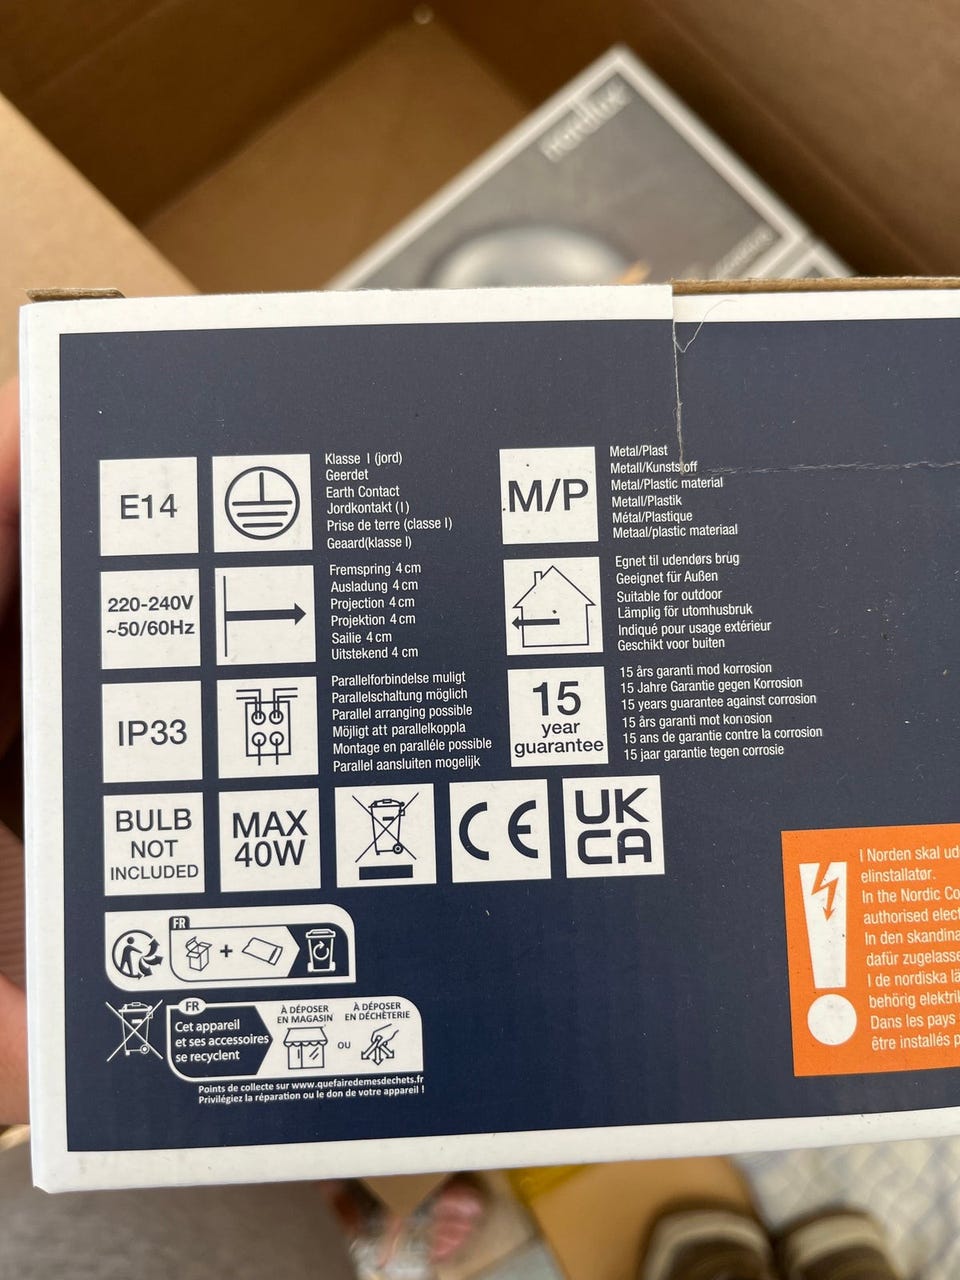 nordlux
E14
Klasse I (jord)
Geerdet
Earth Contact
Jordkontakt (I)
Prise de terre (classe I)
Geaard(klasse I)
M/P
Metal/Plast
Metall/Kunststoff
Metal/Plastic material
Metall/Plastik
Métal/Plastique
Metaal/plastic materiaal
220-240V
~50/60Hz
Fremspring 4 cm
Ausladung 4 cm
Projection 4 cm
Projektion 4 cm
Sailie 4 cm
Uitstekend 4 cm
Egnet til udendørs brug
Geeignet für Außen
Suitable for outdoor
Lämplig för utomhusbruk
Indiqué pour usage extérieur
Geschikt voor buiten
IP33
Parallelforbindelse muligt
Parallelschaltung möglich
Parallel arranging possible
Möjligt att parallelkoppla
Montage en paralléle possible
Parallel aansluiten mogelijk
15
year
guarantee
15 års garanti mod korrosion
15 Jahre Garantie gegen Korrosion
15 years guarantee against corrosion
15 års garanti mot korrosion
15 ans de garantie contre la corrosion
15 jaar garantie tegen corrosie
BULB
NOT
INCLUDED
MAX
40W
CE
UK
CA
I Norden skal ud
elinstallatør.
In the Nordic Co
authorised elect
In den skandina
dafür zugelasse
I de nordiska lä
behörig elektrik
Dans les pays
être installés p
FR
+
FR
Cet appareil
et ses accessoires
se recyclent
À DÉPOSER
EN MAGASIN
OU
À DÉPOSER
EN DÉCHÈTERIE
Points de collecte sur www.quefairedemesdechets.fr
Privilégiez la réparation ou le don de votre appareil !